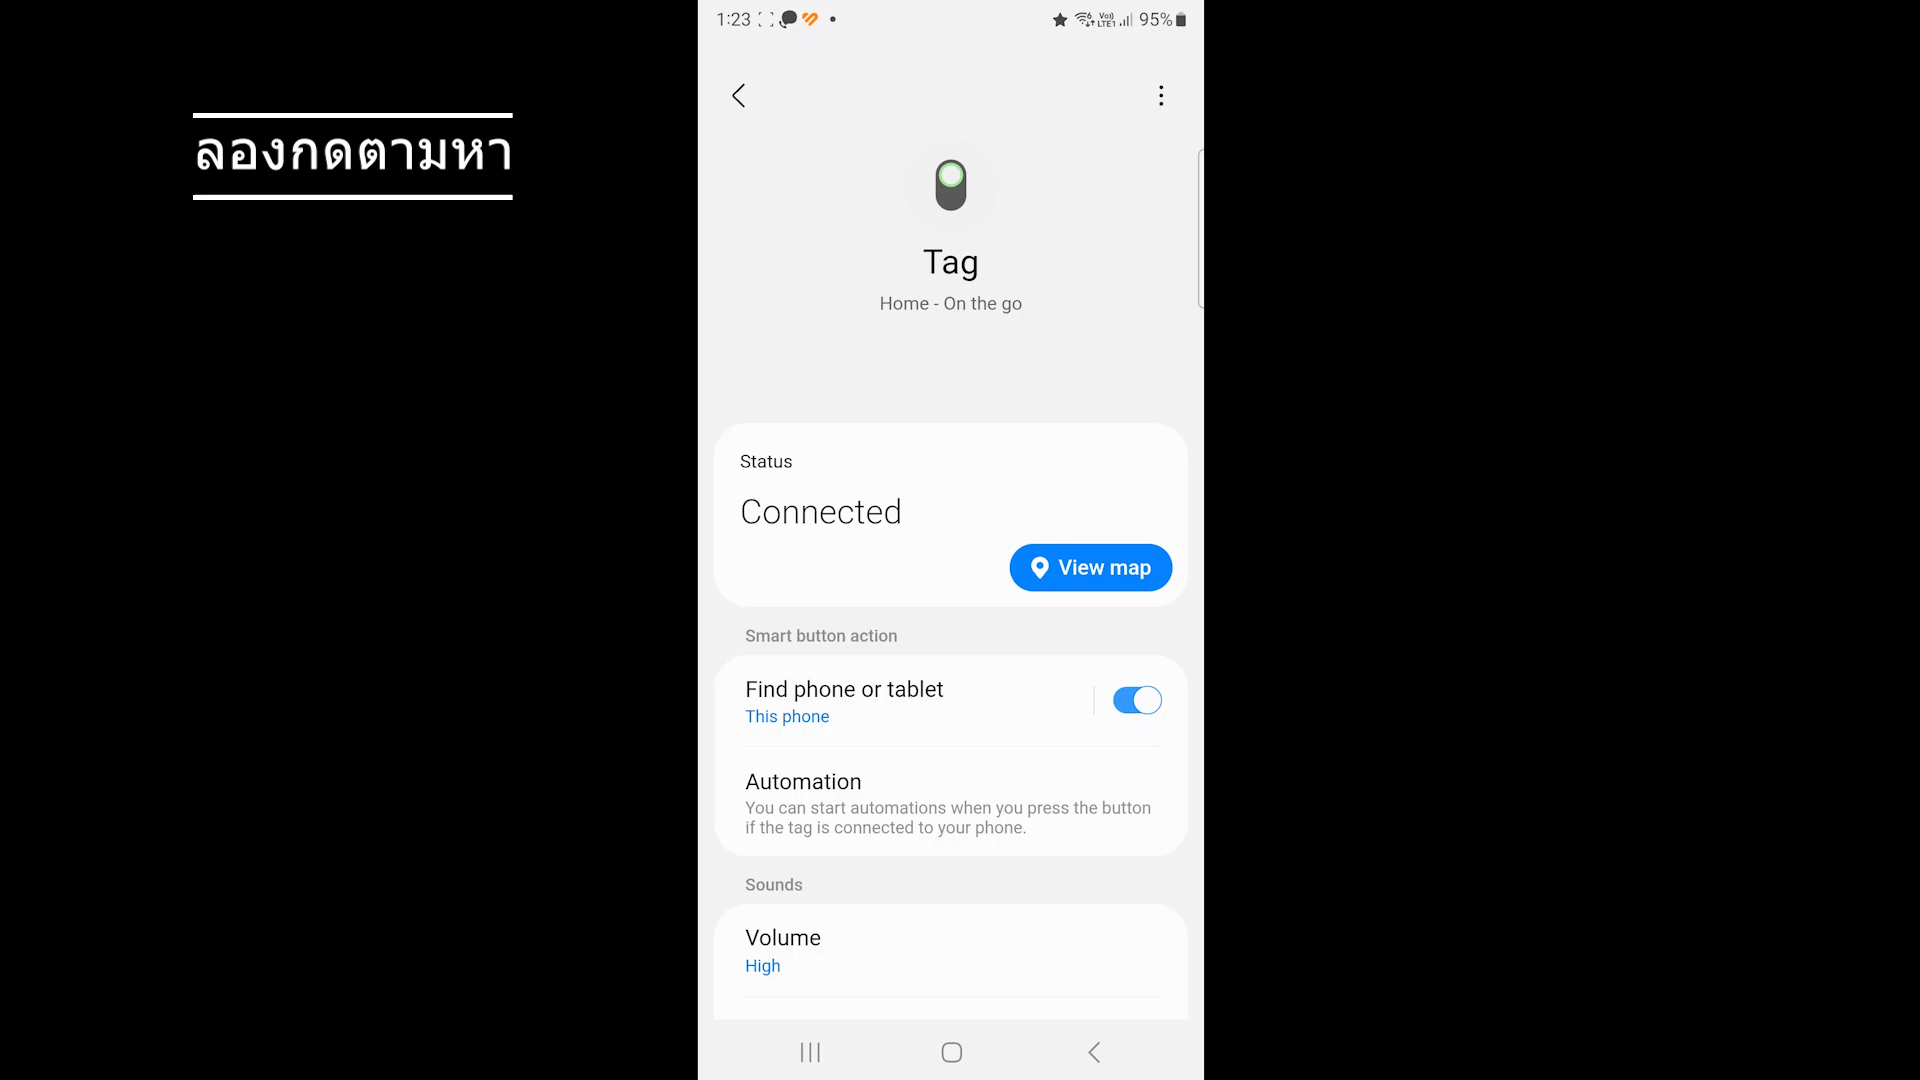 ลองกดตามหา
1:23
95%
Tag
Home - On the go
Status
Connected
View map
Smart button action
Find phone or tablet
This phone
Automation
You can start automations when you press the button
if the tag is connected to your phone.
Sounds
Volume
High